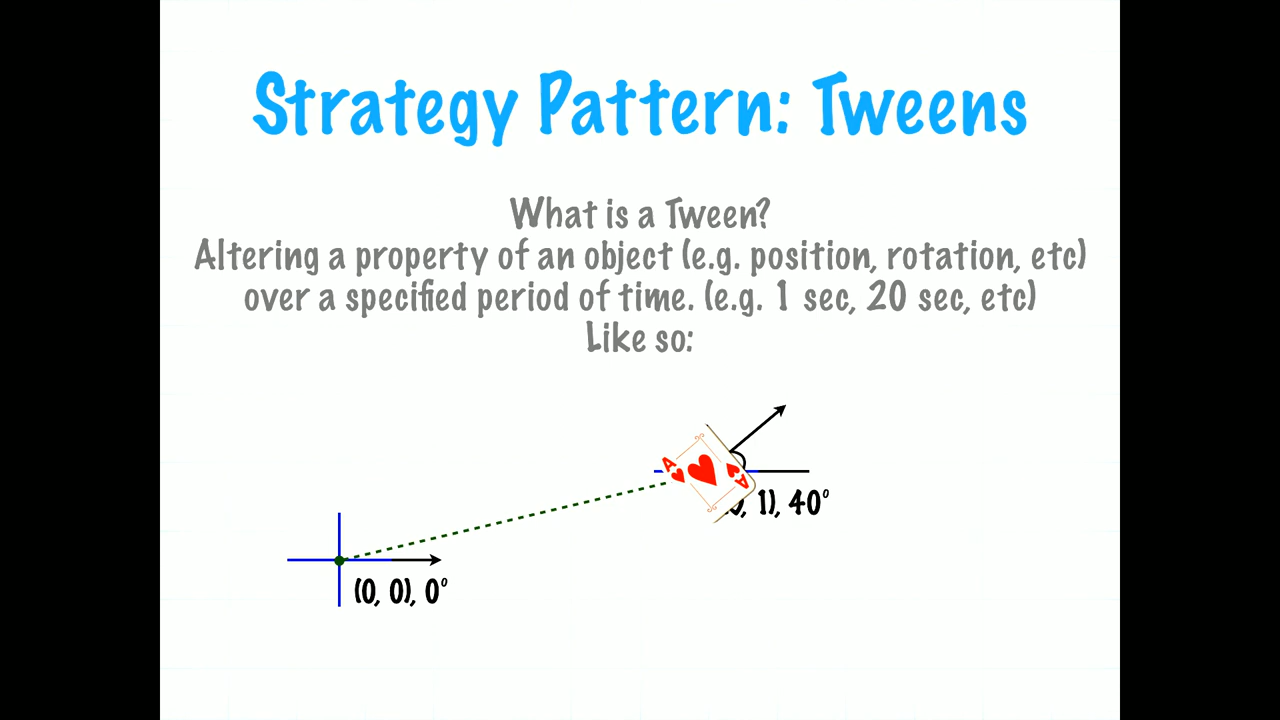 Strategy Pattern: Tweens
What is a Tween?
Altering a property of an object (e.g. position, rotation, etc)
over a specified period of time. (e.g. 1 sec, 20 sec, etc)
Like so:
A
A
1), 40°
(0, 0), 0°